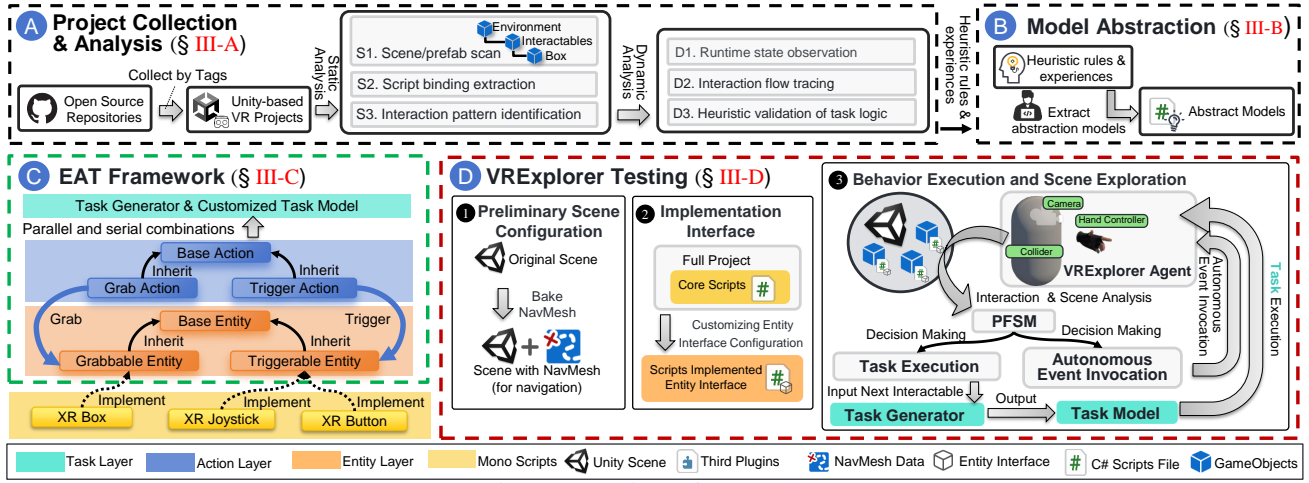 A Project Collection
& Analysis (§ III-A)
Collect by Tags
Open Source
Repositories
Unity-based
VR Projects
Static
Analysis
S1. Scene/prefab scan
Environment
Interactables
Box
S2. Script binding extraction
S3. Interaction pattern identification
Dynamic
Analysis
D1. Runtime state observation
D2. Interaction flow tracing
D3. Heuristic validation of task logic
Heuristic rules &
experiences
B Model Abstraction (§ III-B)
Heuristic rules &
experiences
Extract
abstraction models
# Abstract Models
C EAT Framework (§ III-C)
Task Generator & Customized Task Model
Parallel and serial combinations
Base Action
Inherit Inherit
Grab Action Trigger Action
Grab Trigger
Base Entity
Inherit Inherit
Grabbable Entity Triggerable Entity
Implement Implement Implement
XR Box XR Joystick XR Button
D VRExplorer Testing (§ III-D)
1 Preliminary Scene
Configuration
Original Scene
Bake
NavMesh
+
Scene with NavMesh
(for navigation)
2 Implementation
Interface
Full Project
Core Scripts #
Customizing Entity
Interface Configuration
Scripts Implemented
Entity Interface #
3 Behavior Execution and Scene Exploration
Camera
Hand Controller
Collider
VRExplorer Agent
Interaction & Scene Analysis
PFSM
Decision Making Decision Making
Task Execution
Autonomous
Event Invocation
Input Next Interactable
Task Generator
Output
Task Model
Autonomous
Event Invocation
Task Execution
Task Layer Action Layer Entity Layer Mono Scripts Unity Scene Third Plugins NavMesh Data Entity Interface # C# Scripts File GameObjects